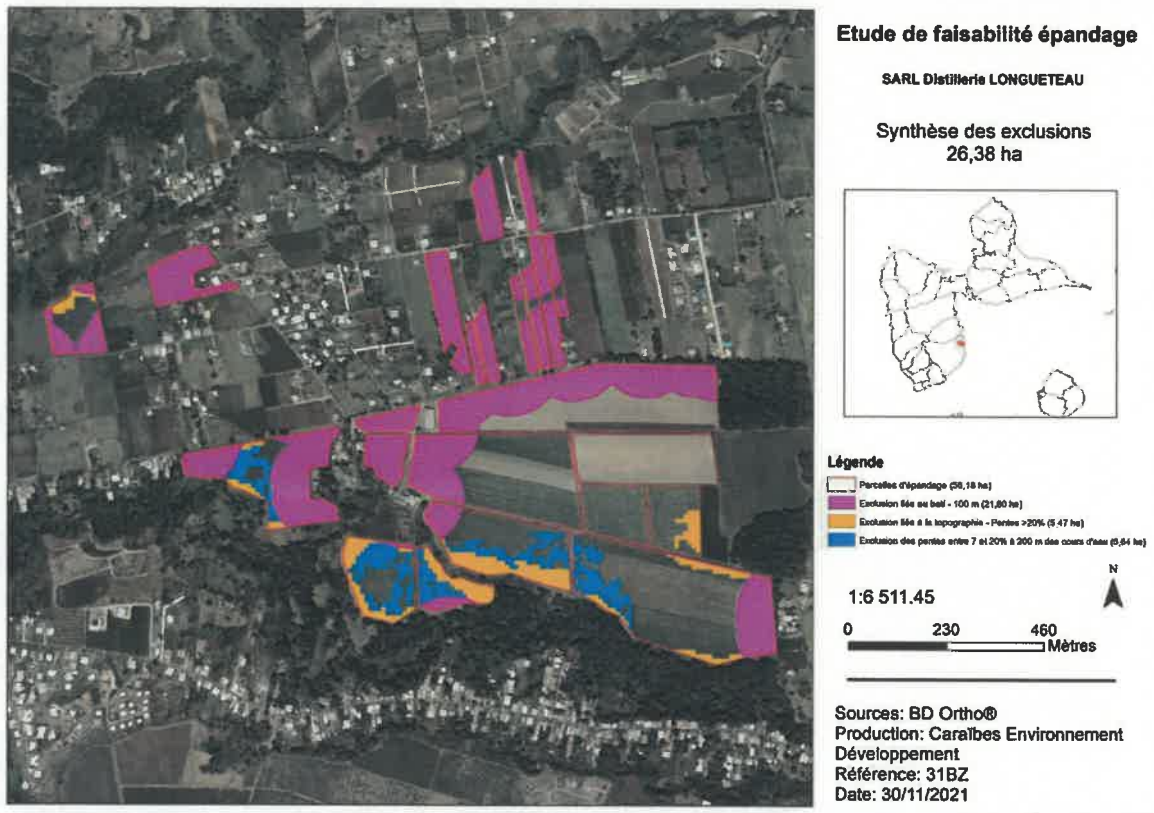 Etude de faisabilité épandage
SARL Distillerie LONGUETEAU
Synthèse des exclusions
26,38 ha
Légende
Parcelles d'épandage (56,18 ha)
Exclusion liée au bati - 100 m (21,80 ha)
Exclusion liée à la topographie - Pentes >20% (5,47 ha)
Exclusion des pentes entre 7 et 20% à 200 m des cours d'eau (5,64 ha)
N
1:6 511.45
0 230 460
Mètres
Sources: BD Ortho®
Production: Caraïbes Environnement
Développement
Référence: 31BZ
Date: 30/11/2021